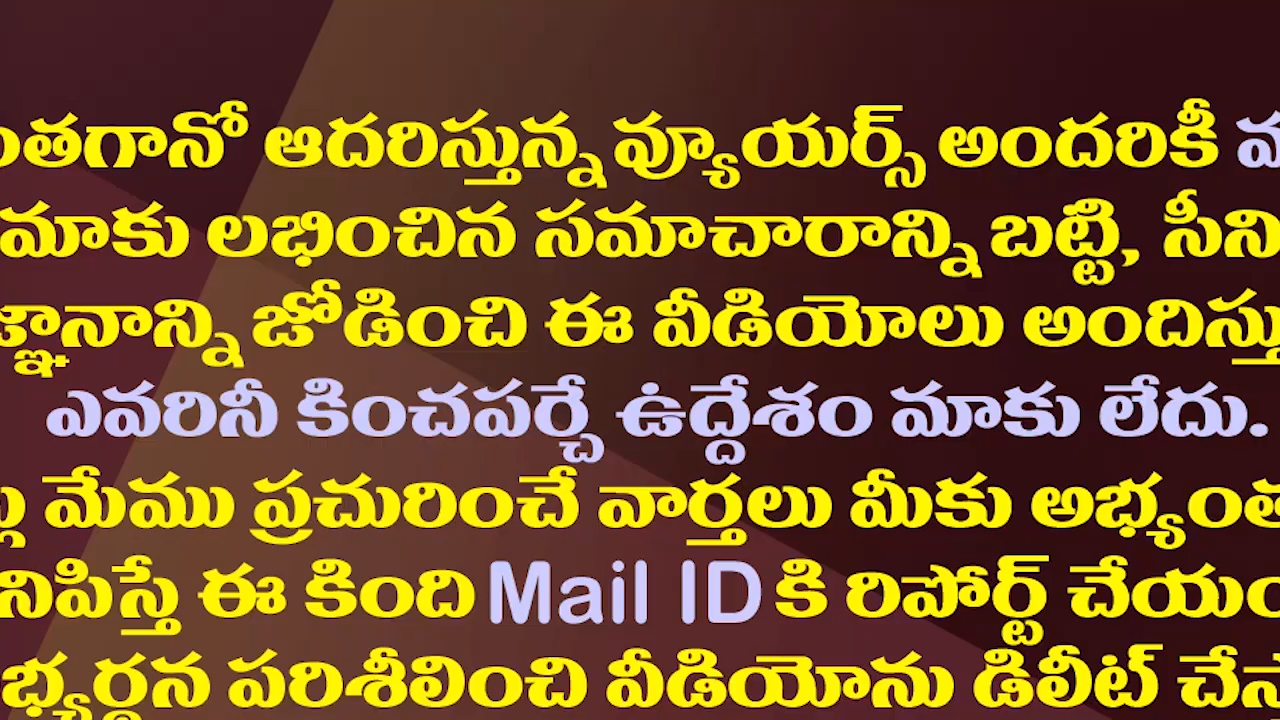 ంతగానో ఆదరిస్తున్న వ్యూయర్స్ అందరికీ
మాకు లభించిన సమాచారాన్ని బట్టి, సీని
జ్ఞానాన్ని జోడించి ఈ వీడియోలు అందిస్తు
ఎవరినీ కించపర్చే ఉద్దేశం మాకు లేదు.
మేము ప్రచురించే వార్తలు మీకు అభ్యంత
నిపిస్తే ఈ కింది Mail ID కి రిపోర్ట్ చేయం
భ్యర్థన పరిశీలించి వీడియోను డిలీట్ చేస